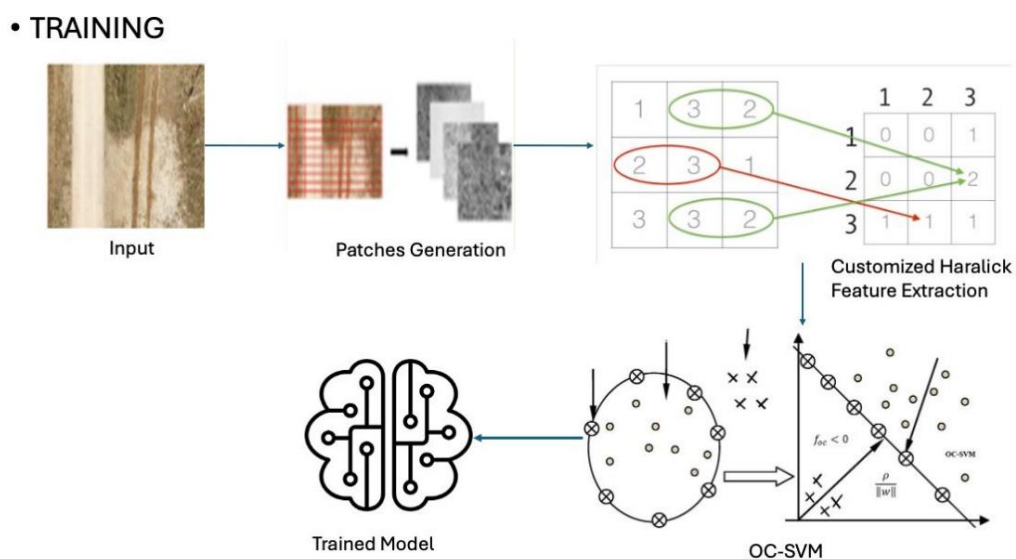 • TRAINING
Input
Patches Generation
1 3 2
2 3 1
3 3 2
1 2 3
1 0 0 1
2 0 0 2
3 1 1 1
Customized Haralick
Feature Extraction
Trained Model
f_oc < 0
ρ
‖w‖
OC-SVM
OC-SVM